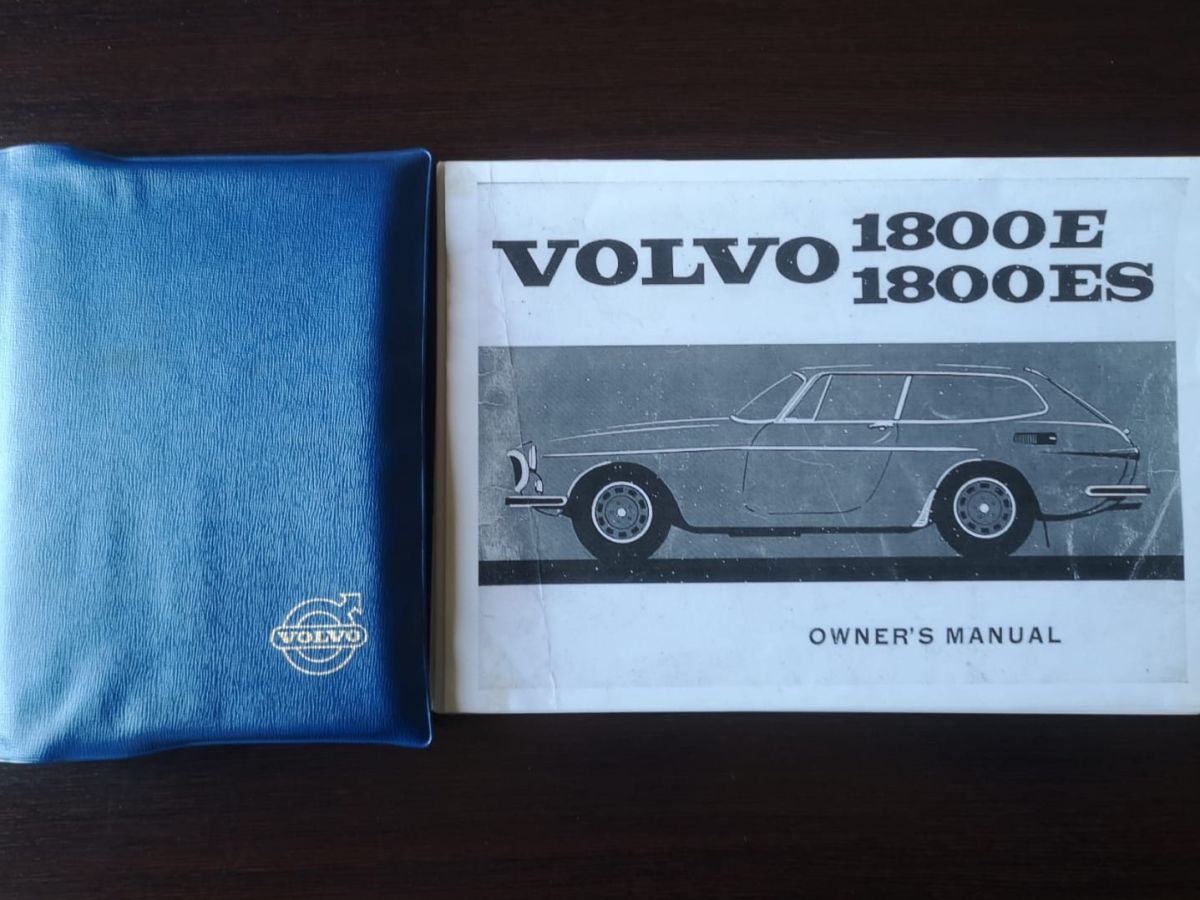 VOLVO
VOLVO 1800E
1800ES
OWNER'S MANUAL